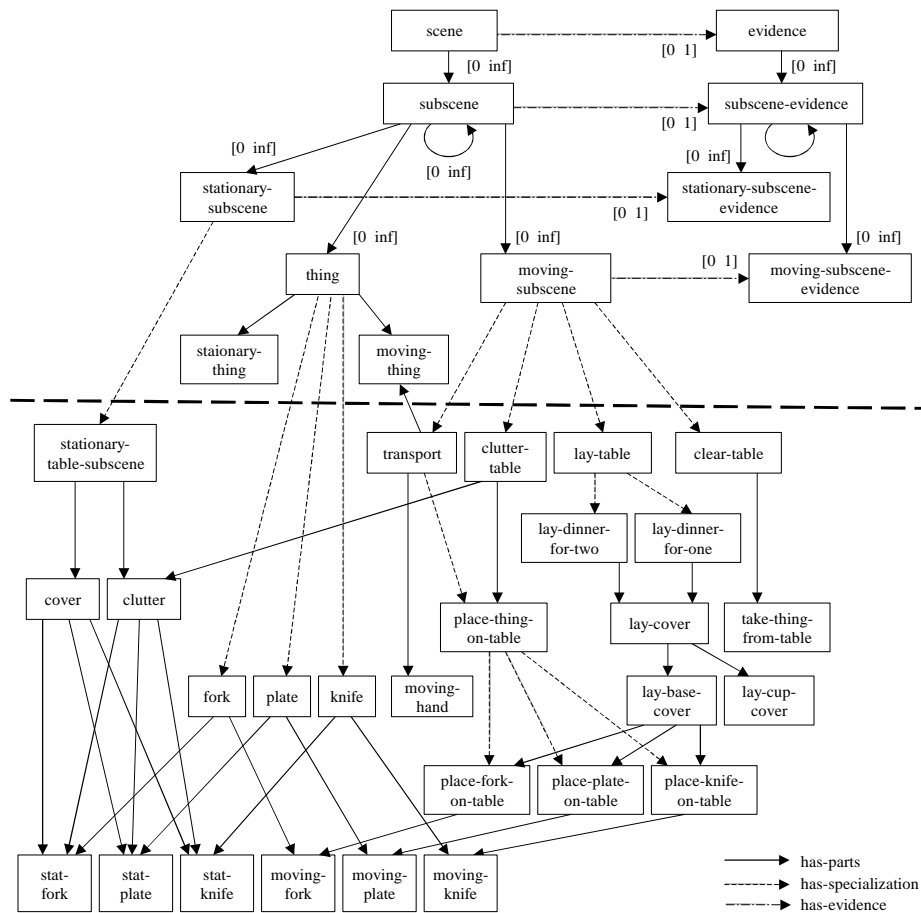 scene
evidence
[0 1]
[0 inf]
[0 inf]
subscene
subscene-evidence
[0 1]
[0 inf]
[0 inf]
[0 inf]
stationary-
subscene
stationary-subscene-
evidence
[0 1]
[0 inf]
[0 inf]
[0 inf]
thing
moving-
subscene
[0 1]
moving-subscene-
evidence
staionary-
thing
moving-
thing
stationary-
table-subscene
transport
clutter-
table
lay-table
clear-table
lay-dinner-
for-two
lay-dinner-
for-one
cover
clutter
place-thing-
on-table
lay-cover
take-thing-
from-table
fork
plate
knife
moving-
hand
lay-base-
cover
lay-cup-
cover
place-fork-
on-table
place-plate-
on-table
place-knife-
on-table
stat-
fork
stat-
plate
stat-
knife
moving-
fork
moving-
plate
moving-
knife
has-parts
has-specialization
has-evidence